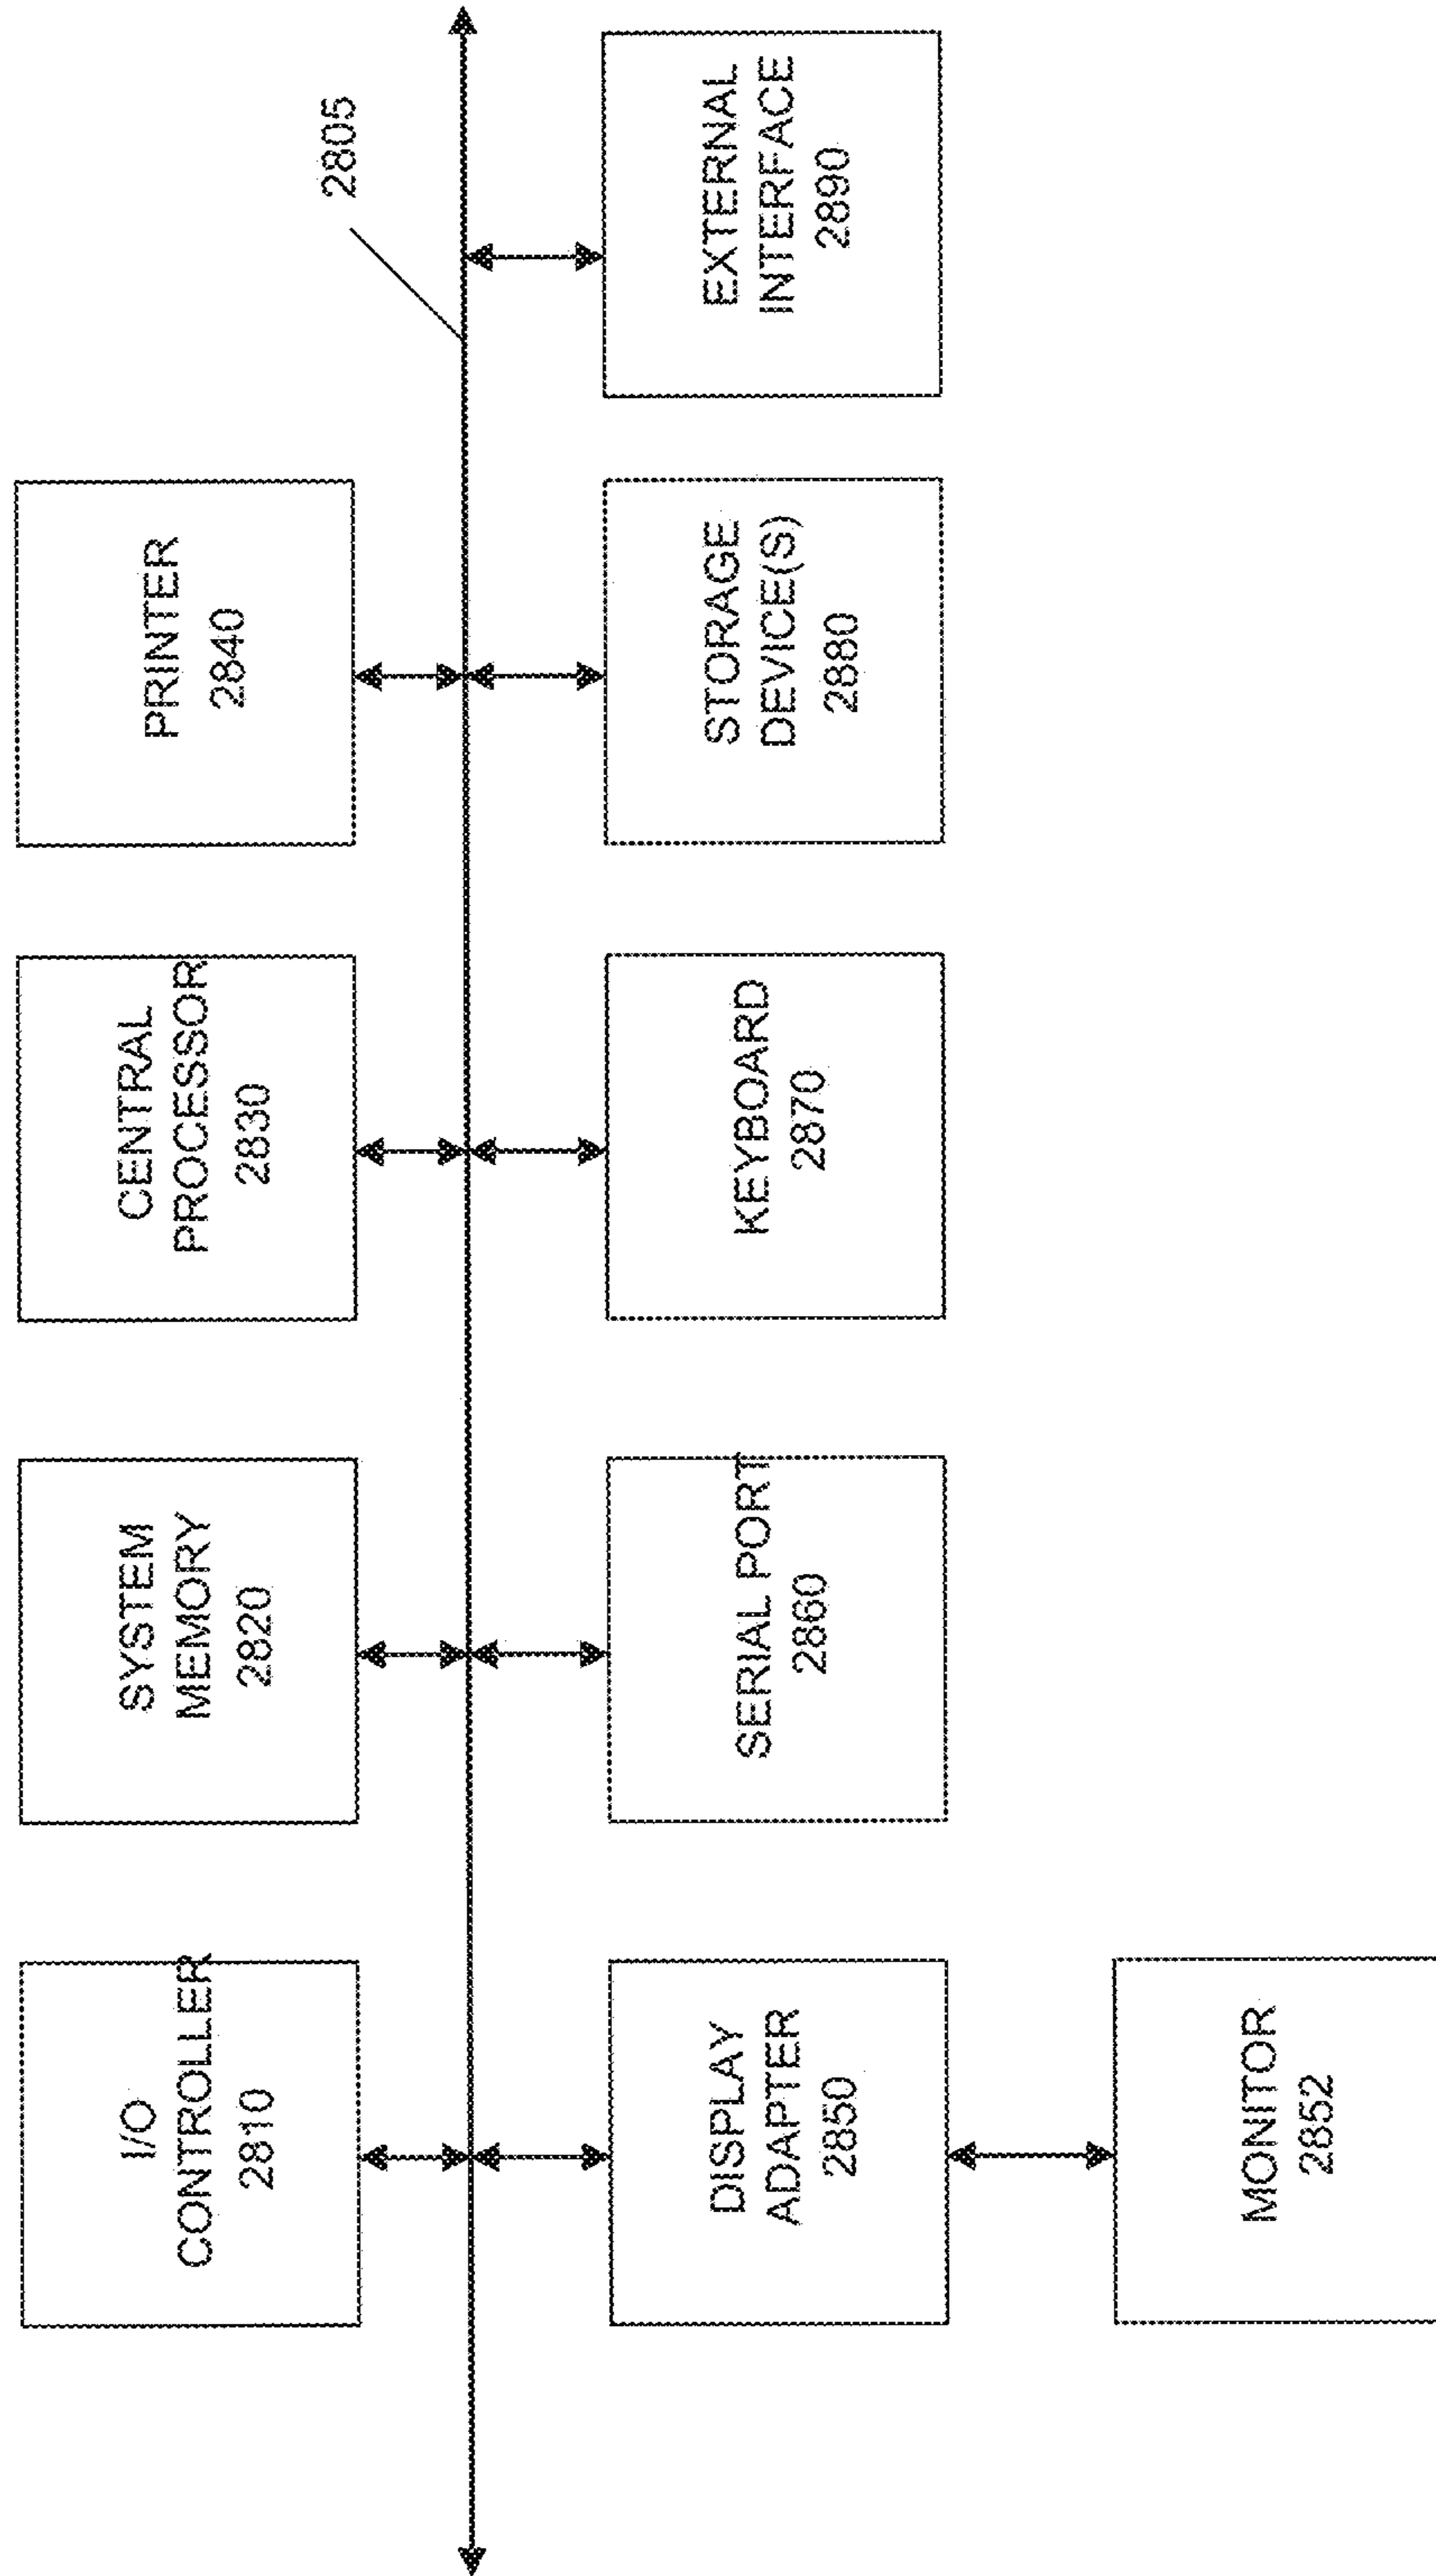 I/O
CONTROLLER
2810
SYSTEM
MEMORY
2820
CENTRAL
PROCESSOR
2830
PRINTER
2840
2805
DISPLAY
ADAPTER
2850
SERIAL PORT
2860
KEYBOARD
2870
STORAGE
DEVICE(S)
2880
EXTERNAL
INTERFACE
2890
MONITOR
2852